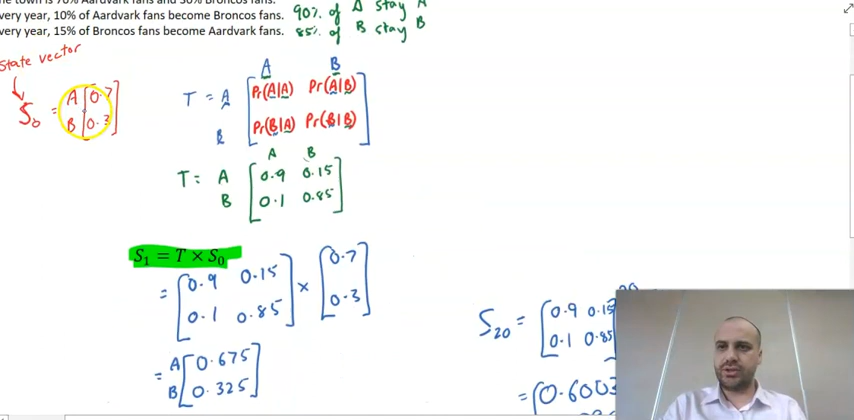 town is 70% Aardvark fans and 30% Broncos fans.
very year, 10% of Aardvark fans become Broncos fans. 90% of A stay A
very year, 15% of Broncos fans become Aardvark fans. 85% of B stay B
State vector
S0 = A [0.7
B 0.3]
A B
T = A [Pr(A|A) Pr(A|B)
B Pr(B|A) Pr(B|B)]
A B
T = A [0.9 0.15
B 0.1 0.85]
S1 = T × S0
= [0.9 0.15
0.1 0.85] × [0.7
0.3]
= A [0.675
B 0.325]
S20 = [0.9 0.15
0.1 0.85
= [0.6003